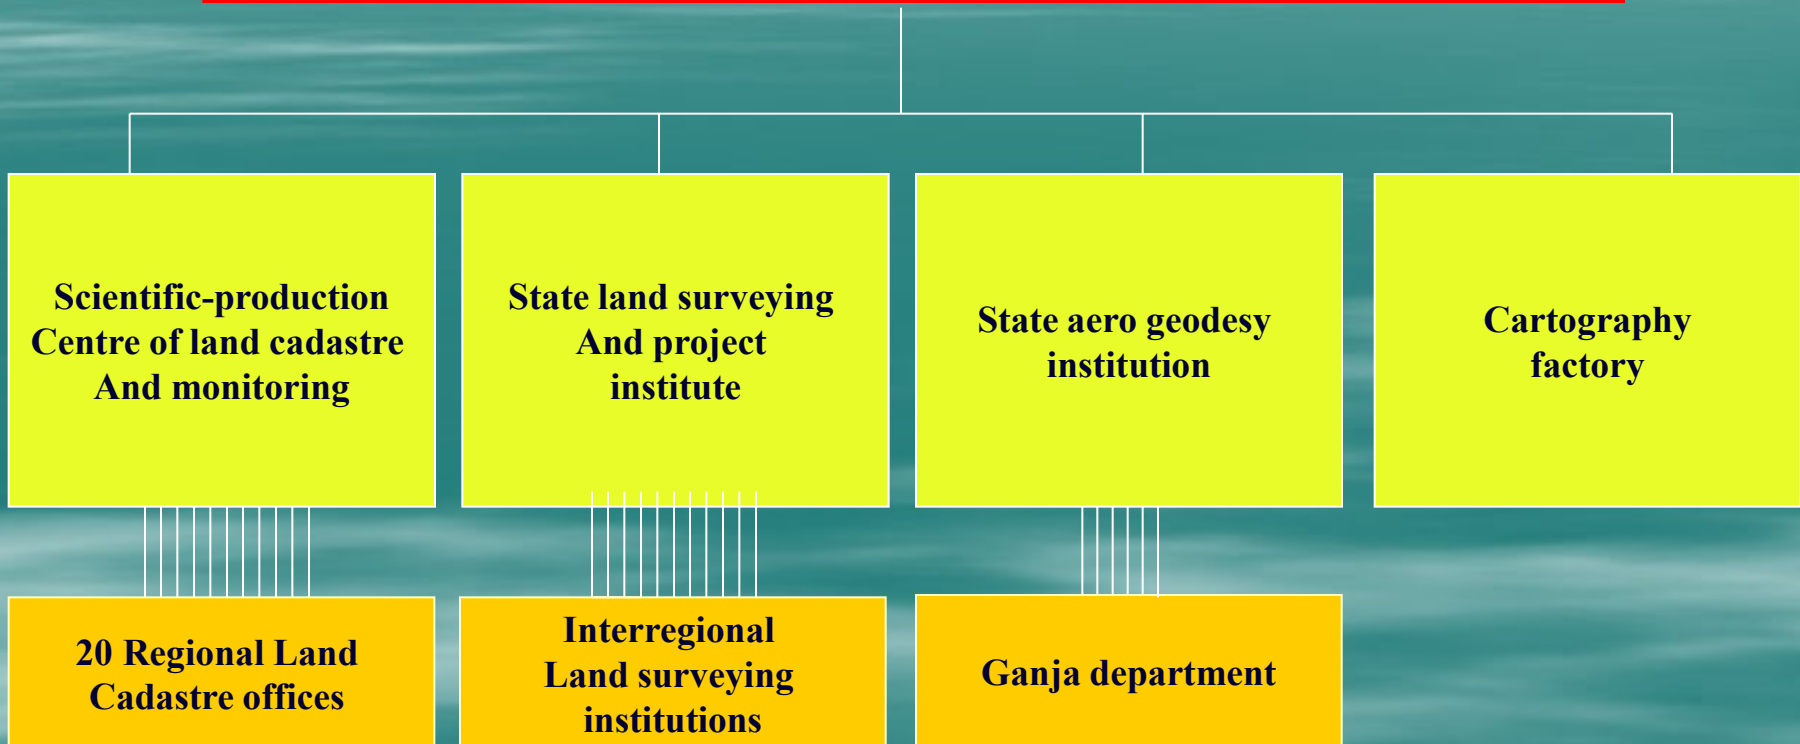 Scientific-production
Centre of land cadastre
And monitoring
State land surveying
And project
institute
State aero geodesy
institution
Cartography
factory
20 Regional Land
Cadastre offices
Interregional
Land surveying
institutions
Ganja department